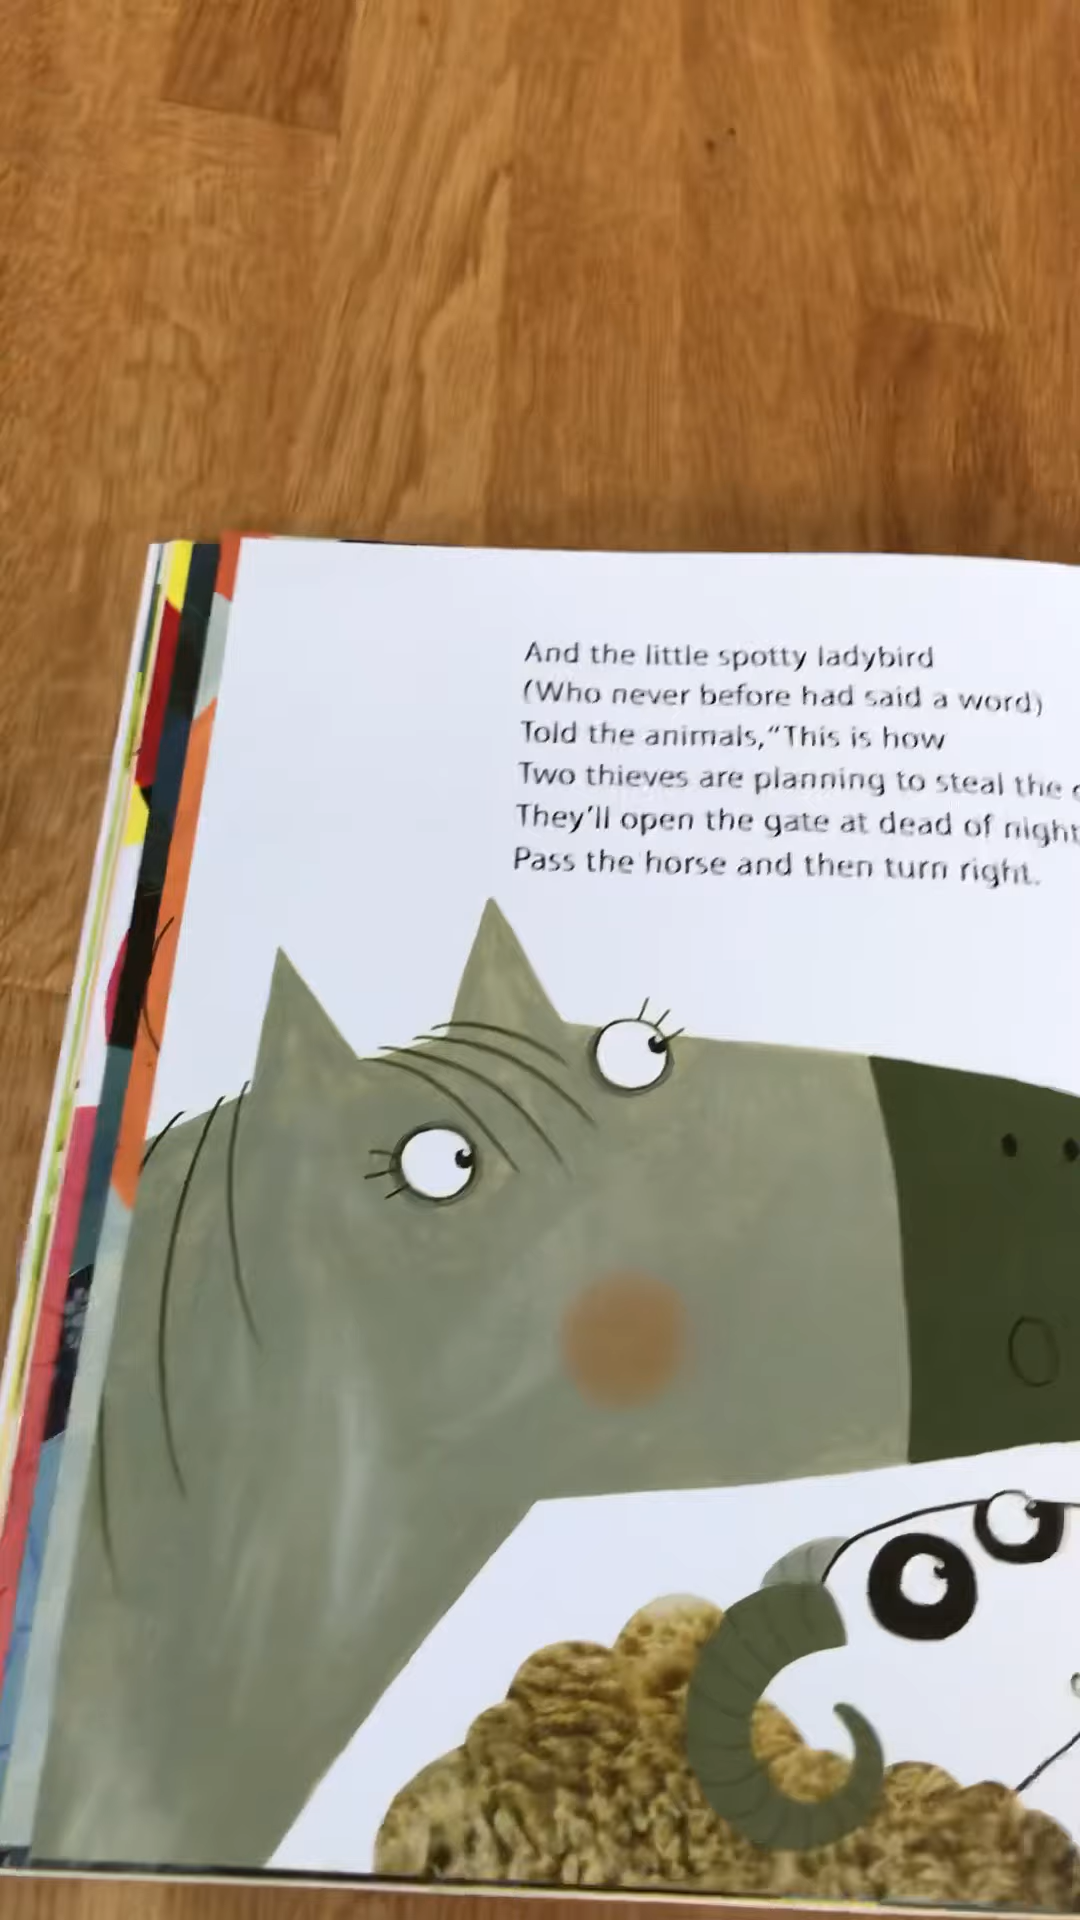 And the little spotty ladybird
(Who never before had said a word)
Told the animals, “This is how
Two thieves are planning to steal the
They’ll open the gate at dead of night
Pass the horse and then turn right.